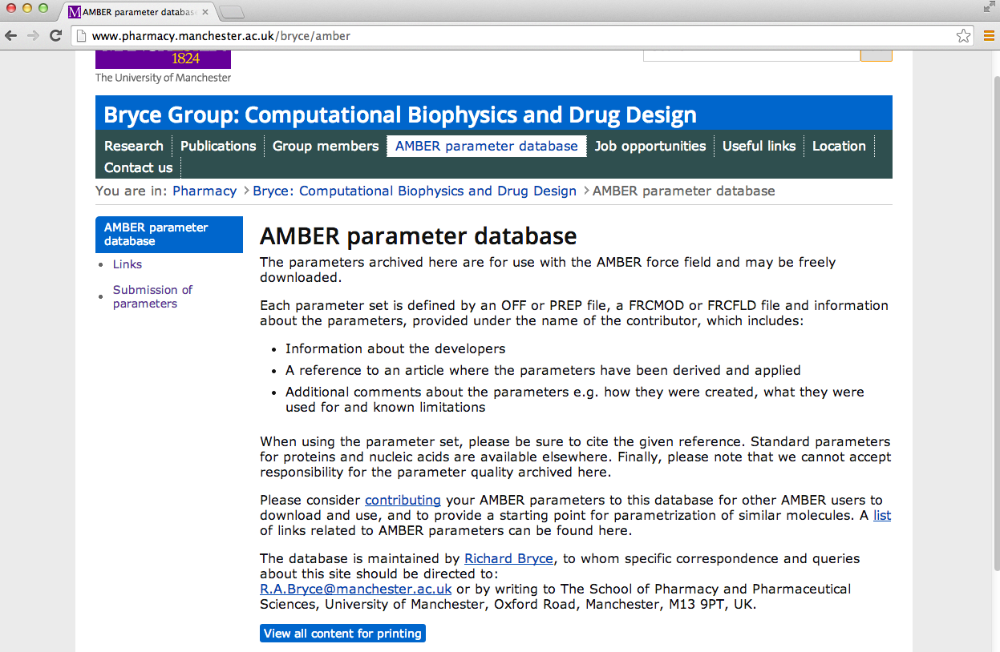 AMBER parameter databas
www.pharmacy.manchester.ac.uk/bryce/amber
1824
The University of Manchester
Bryce Group: Computational Biophysics and Drug Design
Research Publications Group members AMBER parameter database Job opportunities Useful links Location
Contact us
You are in: Pharmacy > Bryce: Computational Biophysics and Drug Design > AMBER parameter database
AMBER parameter
database
• Links
• Submission of
parameters
AMBER parameter database
The parameters archived here are for use with the AMBER force field and may be freely
downloaded.
Each parameter set is defined by an OFF or PREP file, a FRCMOD or FRCFLD file and information
about the parameters, provided under the name of the contributor, which includes:
• Information about the developers
• A reference to an article where the parameters have been derived and applied
• Additional comments about the parameters e.g. how they were created, what they were
used for and known limitations
When using the parameter set, please be sure to cite the given reference. Standard parameters
for proteins and nucleic acids are available elsewhere. Finally, please note that we cannot accept
responsibility for the parameter quality archived here.
Please consider contributing your AMBER parameters to this database for other AMBER users to
download and use, and to provide a starting point for parametrization of similar molecules. A list
of links related to AMBER parameters can be found here.
The database is maintained by Richard Bryce, to whom specific correspondence and queries
about this site should be directed to:
R.A.Bryce@manchester.ac.uk or by writing to The School of Pharmacy and Pharmaceutical
Sciences, University of Manchester, Oxford Road, Manchester, M13 9PT, UK.
View all content for printing